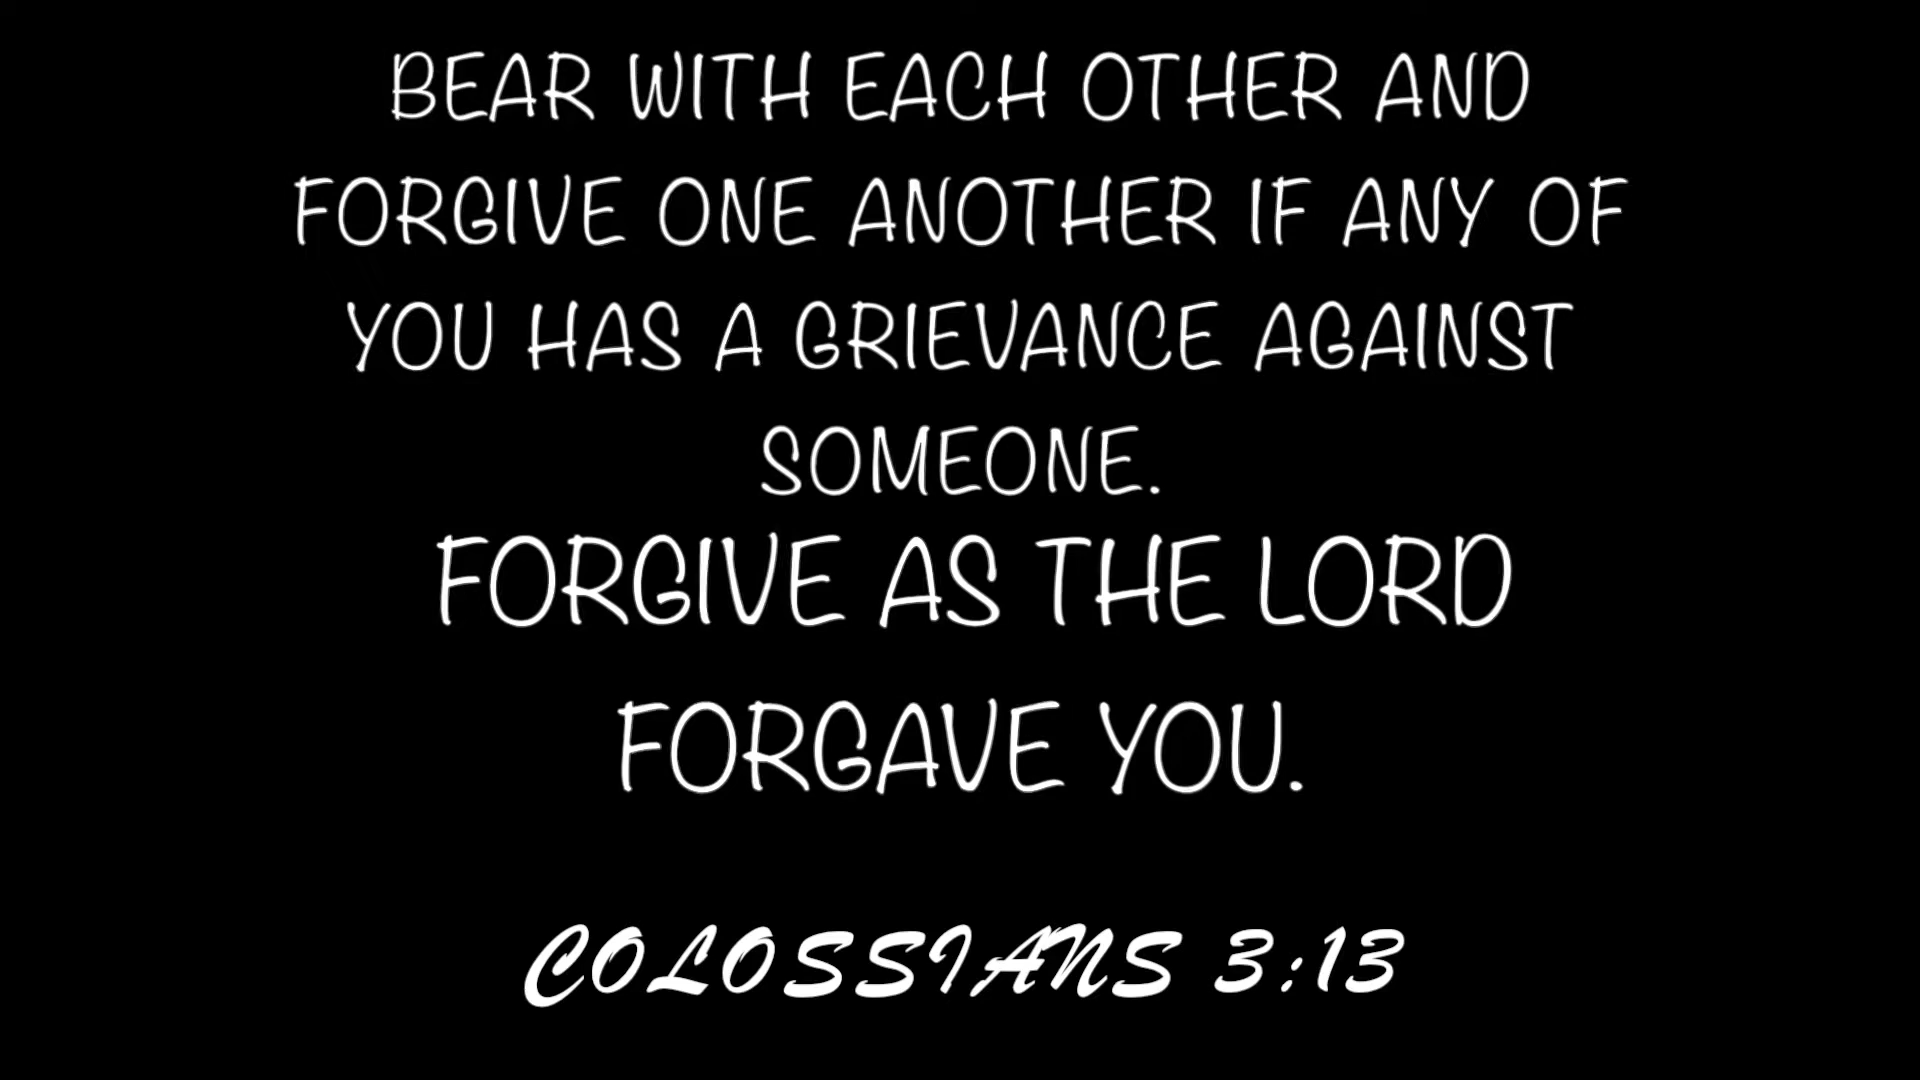 BEAR WITH EACH OTHER AND
FORGIVE ONE ANOTHER IF ANY OF
YOU HAS A GRIEVANCE AGAINST
SOMEONE.
FORGIVE AS THE LORD
FORGAVE YOU.
COLOSSIANS 3:13